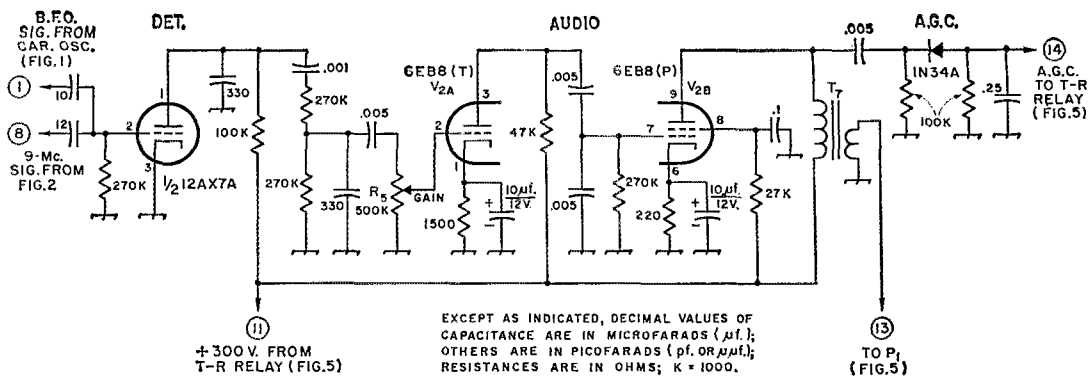 B.F.O.
SIG. FROM
CAR. OSC.
(FIG.1)
1
10
8
12
9-Mc.
SIG. FROM
FIG. 2
270K
DET.
1
2
3
1/2 12AX7A
330
100K
.001
270K
270K
330
.005
R5
500K
GAIN
AUDIO
6EB8 (T)
V2A
3
2
1
1500
10µf.
12V.
+
-
47K
.005
.005
270K
6EB8 (P)
V2B
9
7
8
6
220
10µf.
12V.
+
-
.1
27K
T7
.005
A.G.C.
1N34A
100K
.25
14
A.G.C.
TO T-R
RELAY
(FIG.5)
11
+300 V. FROM
T-R RELAY (FIG.5)
EXCEPT AS INDICATED, DECIMAL VALUES OF
CAPACITANCE ARE IN MICROFARADS (µf.);
OTHERS ARE IN PICOFARADS (pf. OR µµf.);
RESISTANCES ARE IN OHMS; K = 1000.
13
TO P1
(FIG.5)